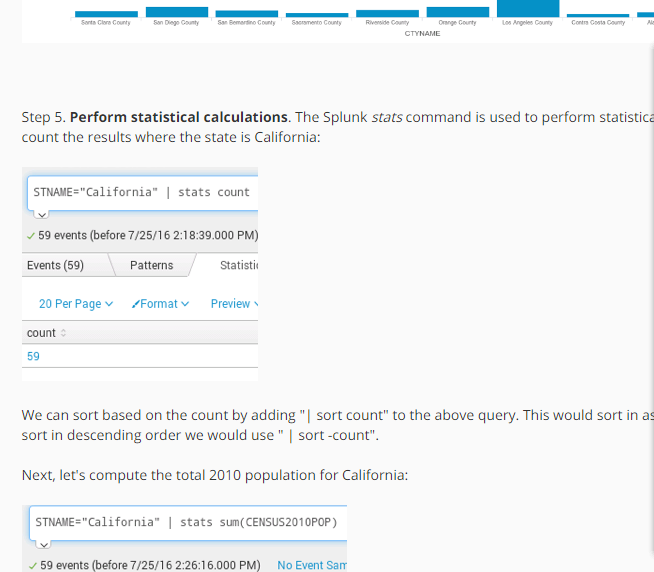 Santa Clara County San Diego County San Bernardino County Sacramento County Riverside County Orange County Los Angeles County Contra Costa County
CTYNAME
Step 5. Perform statistical calculations. The Splunk stats command is used to perform statistica
count the results where the state is California:
STNAME="California" | stats count
59 events (before 7/25/16 2:18:39.000 PM)
Events (59) Patterns Statistic
20 Per Page Format Preview
count
59
We can sort based on the count by adding "| sort count" to the above query. This would sort in as
sort in descending order we would use " | sort -count".
Next, let's compute the total 2010 population for California:
STNAME="California" | stats sum(CENSUS2010POP)
59 events (before 7/25/16 2:26:16.000 PM) No Event Sam